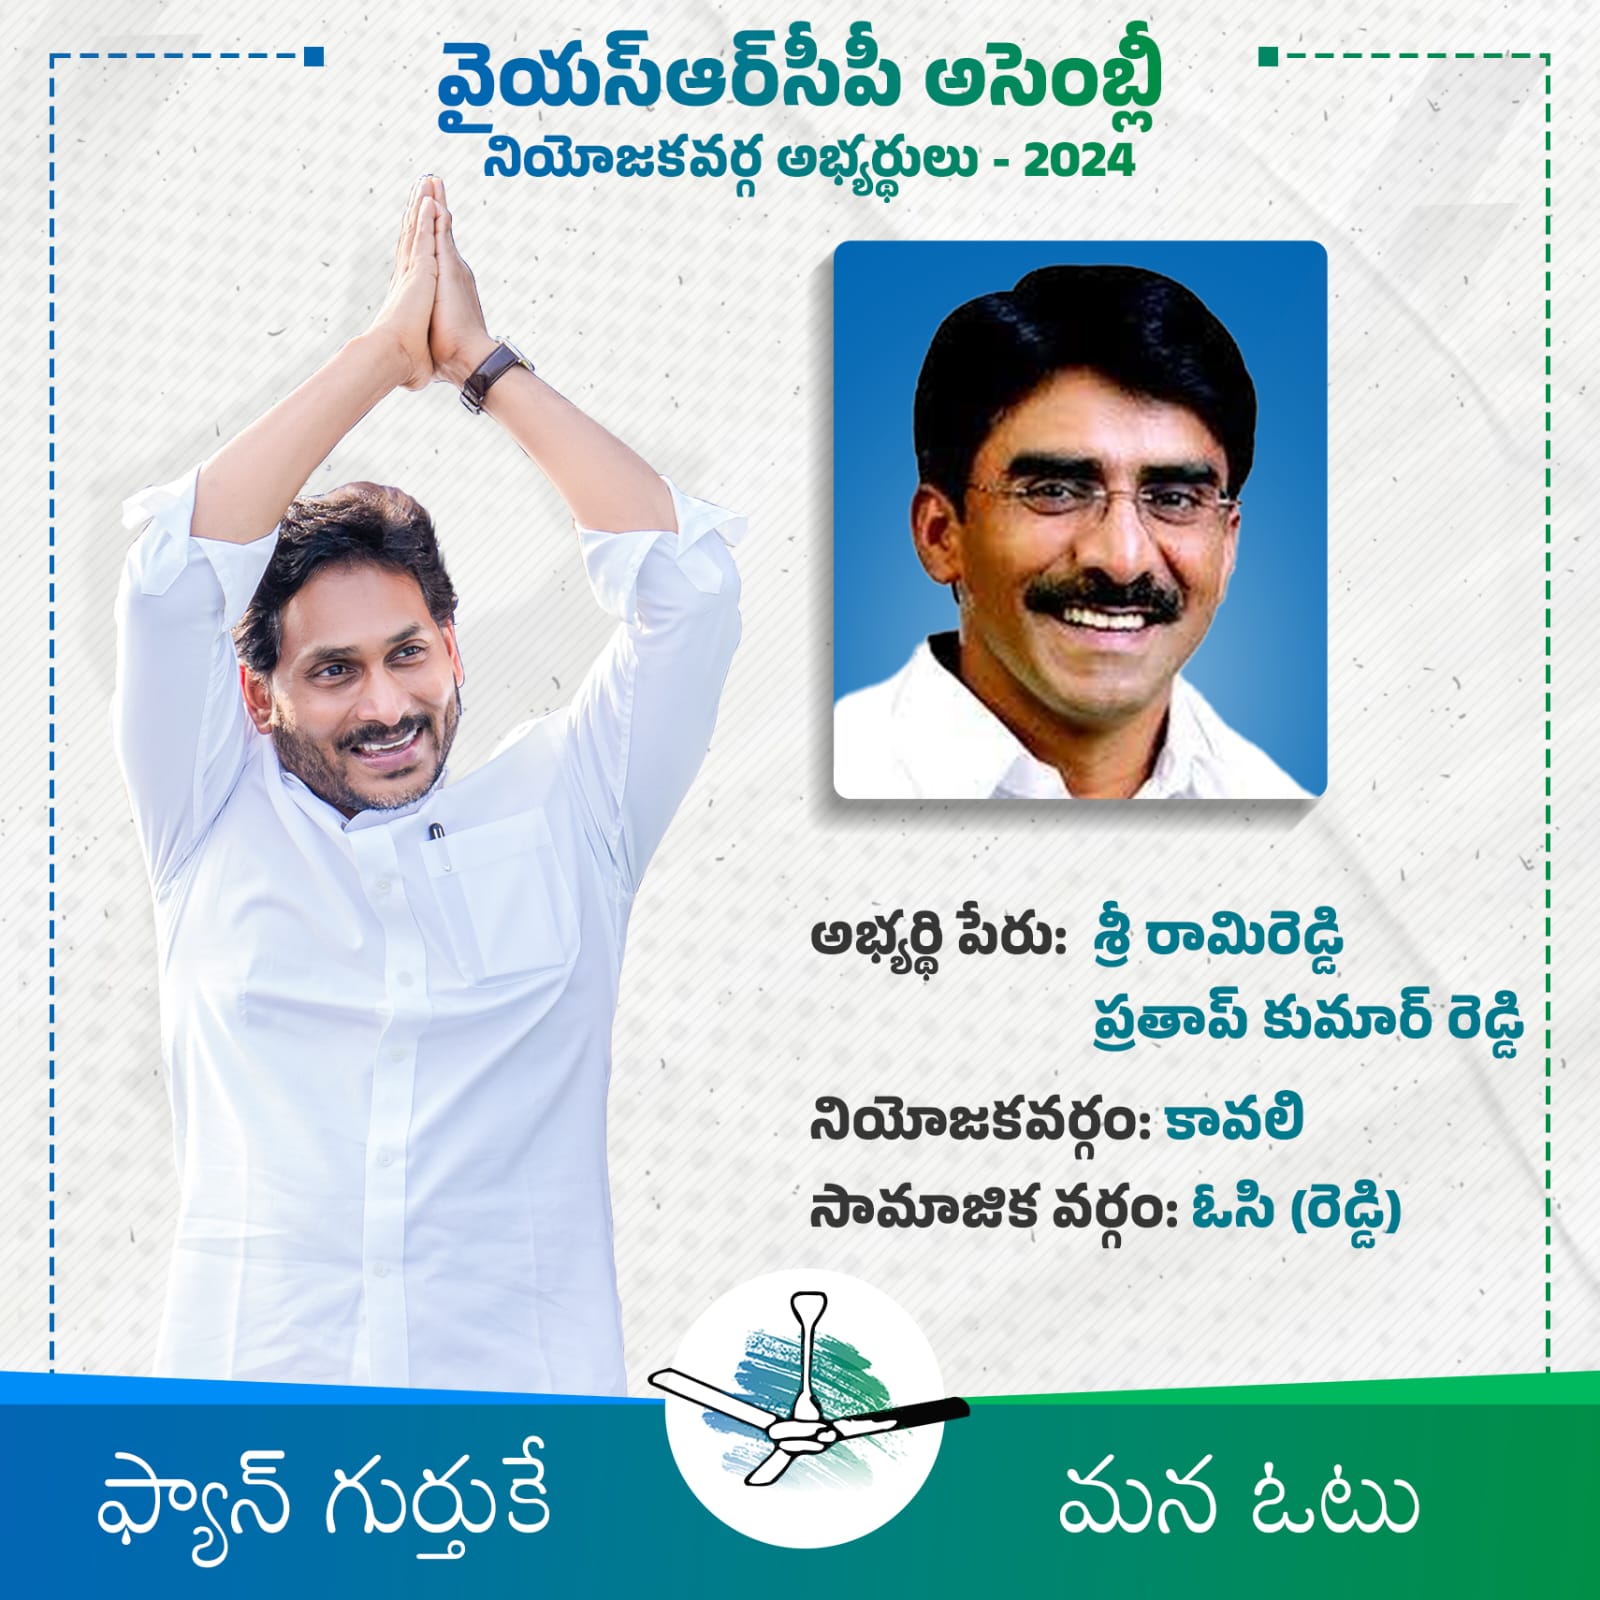 వైయస్ఆర్‌సీపీ అసెంబ్లీ
నియోజకవర్గ అభ్యర్థులు - 2024
అభ్యర్థి పేరు: శ్రీ రామిరెడ్డి
ప్రతాప్ కుమార్ రెడ్డి
నియోజకవర్గం: కావలి
సామాజిక వర్గం: ఓసి (రెడ్డి)
ఫ్యాన్ గుర్తుకే మన ఓటు